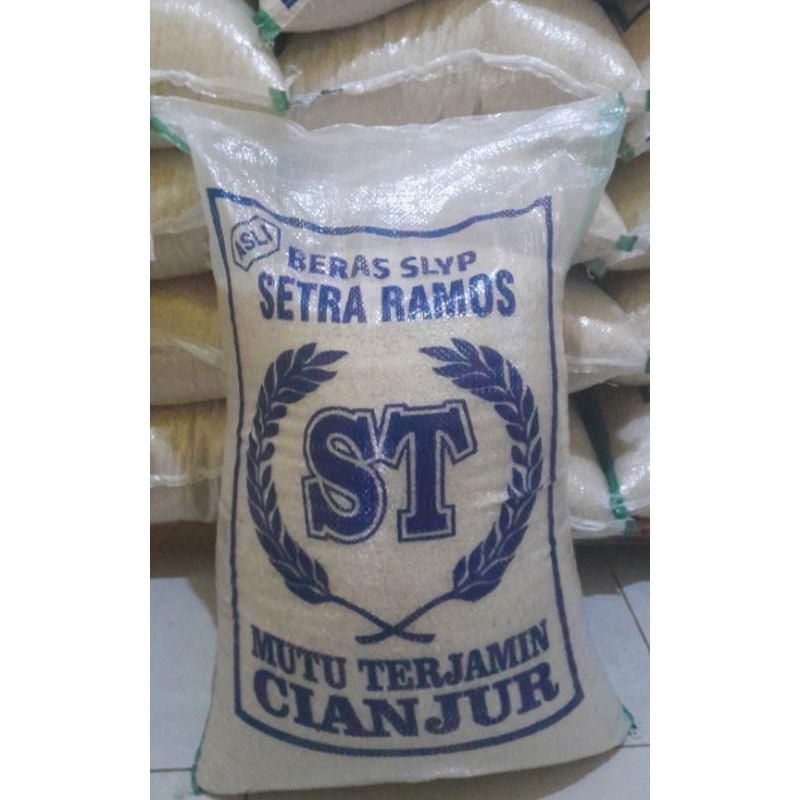 ASLI
BERAS SLYP
SETRA RAMOS
ST
MUTU TERJAMIN
CIANJUR